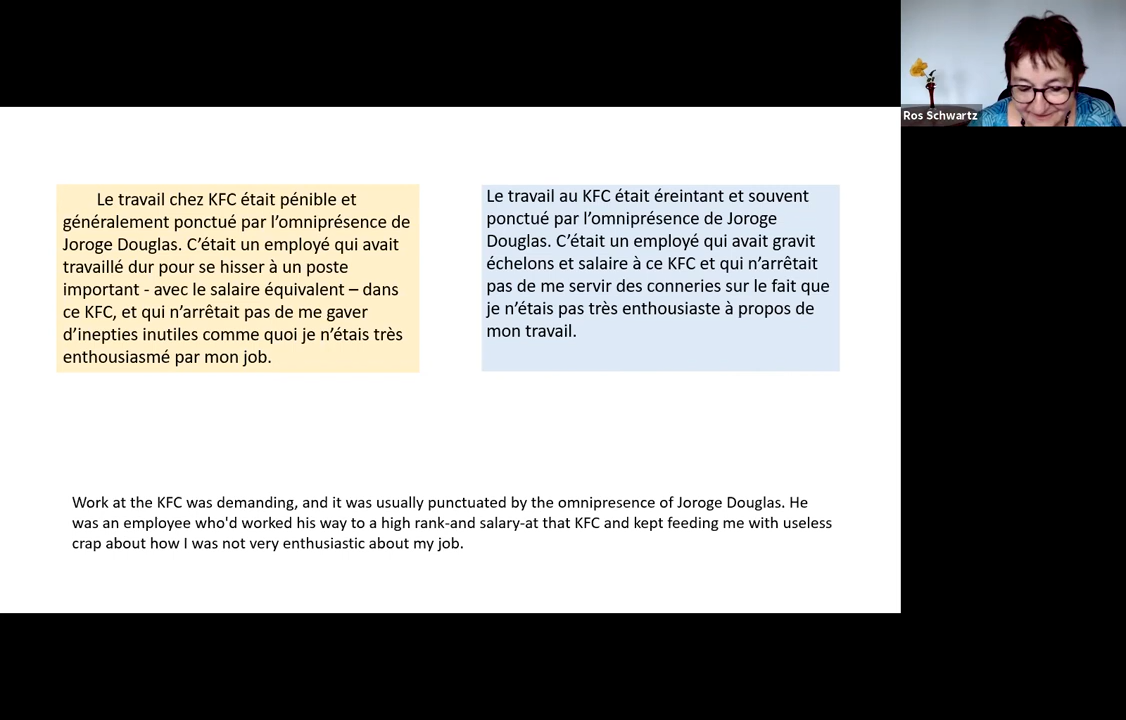 Ros Schwartz
Le travail chez KFC était pénible et
généralement ponctué par l'omniprésence de
Joroge Douglas. C'était un employé qui avait
travaillé dur pour se hisser à un poste
important - avec le salaire équivalent – dans
ce KFC, et qui n'arrêtait pas de me gaver
d'inepties inutiles comme quoi je n'étais très
enthousiasmé par mon job.
Le travail au KFC était éreintant et souvent
ponctué par l'omniprésence de Joroge
Douglas. C'était un employé qui avait gravit
échelons et salaire à ce KFC et qui n'arrêtait
pas de me servir des conneries sur le fait que
je n'étais pas très enthousiaste à propos de
mon travail.
Work at the KFC was demanding, and it was usually punctuated by the omnipresence of Joroge Douglas. He
was an employee who'd worked his way to a high rank-and salary-at that KFC and kept feeding me with useless
crap about how I was not very enthusiastic about my job.